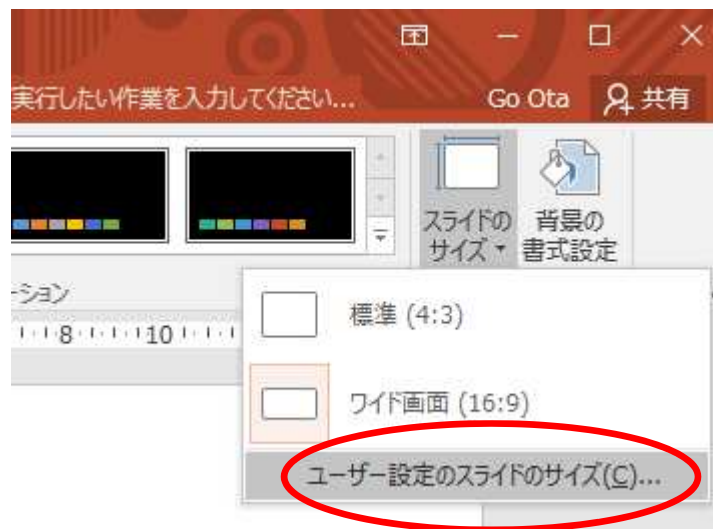 実行したい作業を入力してください...
Go Ota
共有
スライドの
サイズ
背景の
書式設定
ーション
8 10
標準 (4:3)
ワイド画面 (16:9)
ユーザー設定のスライドのサイズ(C)...